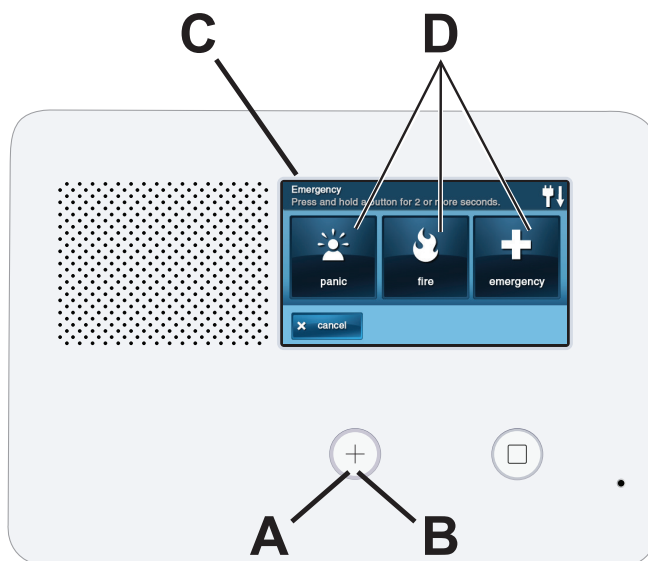 C
D
Emergency
Press and hold a button for 2 or more seconds.
panic
fire
emergency
cancel
A
B